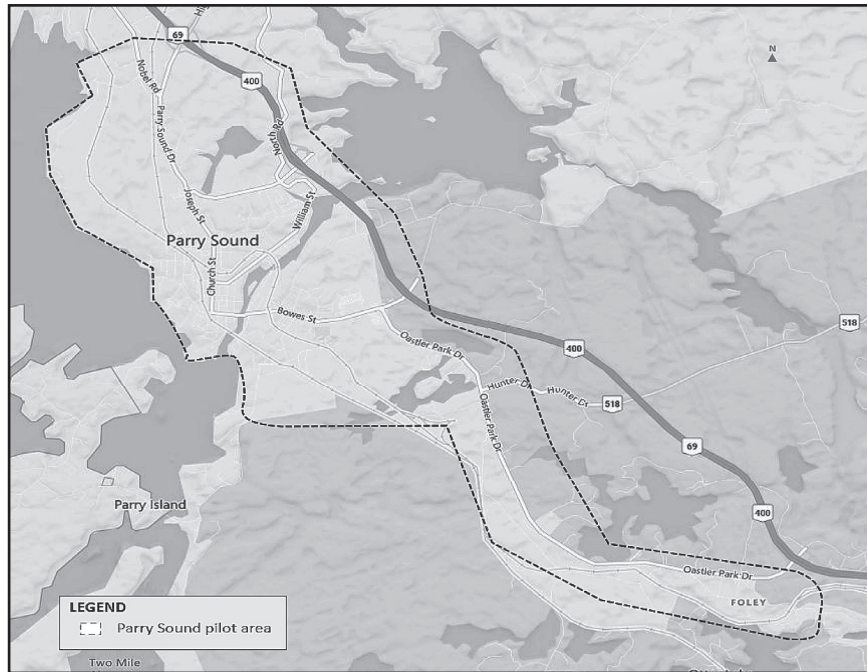 69
Hig
N
400
Nobel Rd
North Rd
Parry Sound Dr
Joseph St
William St
Parry Sound
Church St
Bowes St
518
Oastler Park Dr
400
Hunter Dr
Hunter Dr
518
Oastler Park Dr
69
Parry Island
400
Oastler Park Dr
FOLEY
LEGEND
Parry Sound pilot area
Two Mile